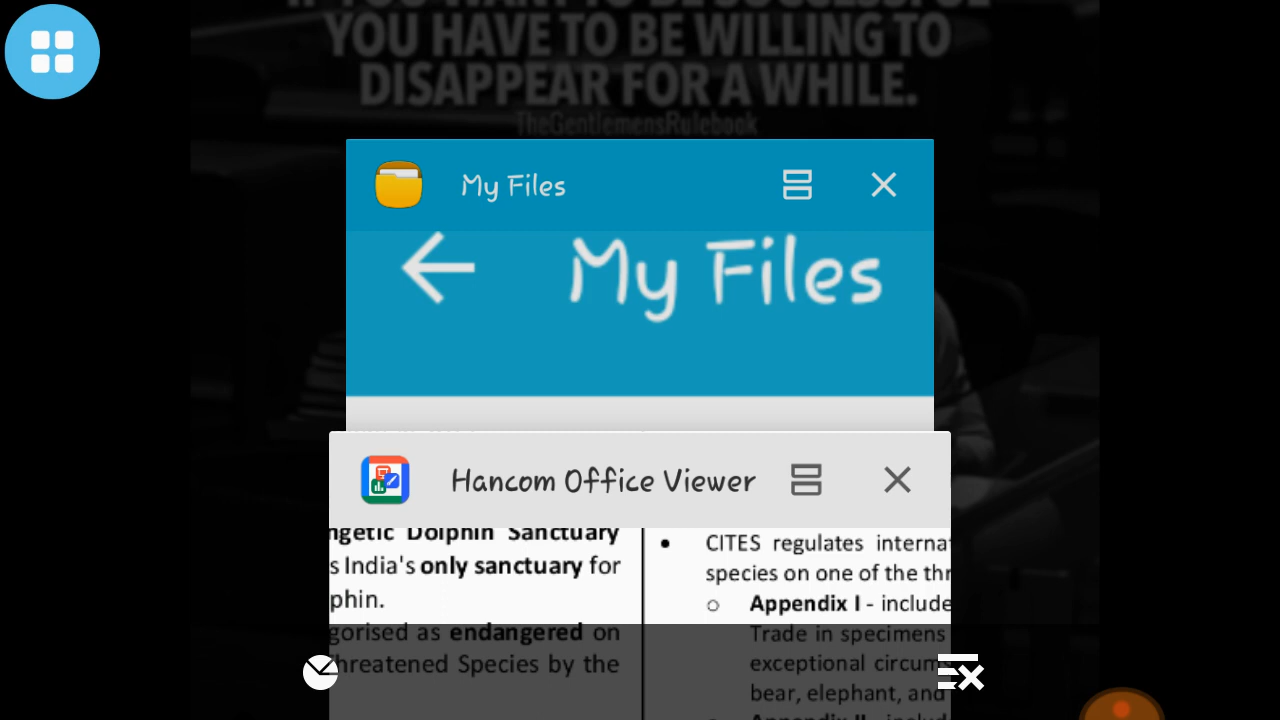 YOU HAVE TO BE WILLING TO
DISAPPEAR FOR A WHILE.
TheGentlemensRulebook
My Files
My Files
Hancom Office Viewer
ngetic Dolphin Sanctuary
s India's only sanctuary for
phin.
gorised as endangered on
hreatened Species by the
• CITES regulates interna
species on one of the thr
o Appendix I - include
Trade in specimens
exceptional circum
bear, elephant, and